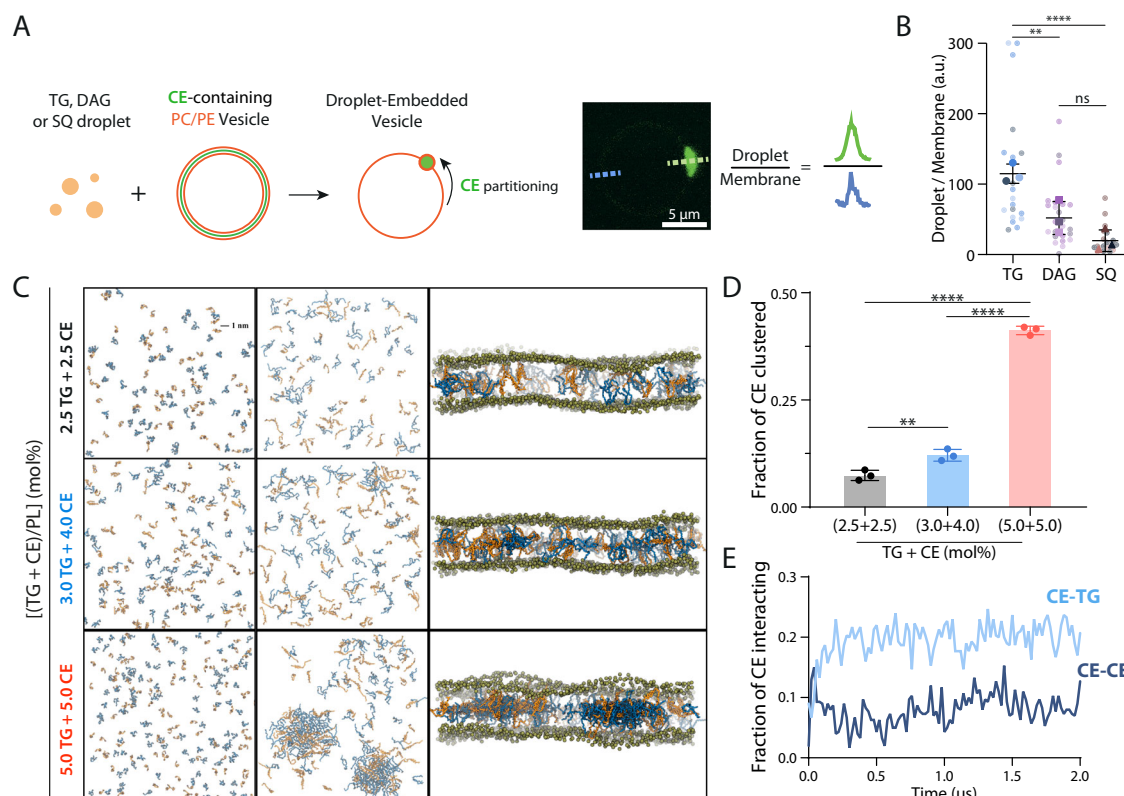 A
TG, DAG
or SQ droplet
CE-containing
PC/PE Vesicle
Droplet-Embedded
Vesicle
+
CE partitioning
5 µm
Droplet
Membrane
=
B
****
**
ns
Droplet / Membrane (a.u.)
300
200
100
0
TG
DAG
SQ
C
[(TG + CE)/PL] (mol%)
2.5 TG + 2.5 CE
1 nm
3.0 TG + 4.0 CE
5.0 TG + 5.0 CE
D
****
****
**
Fraction of CE clustered
0.50
0.25
0.00
(2.5+2.5)
(3.0+4.0)
(5.0+5.0)
TG + CE (mol%)
E
Fraction of CE interacting
0.3
0.2
0.1
0.0
CE-TG
CE-CE
0.0
0.5
1.0
1.5
2.0
Time (µs)